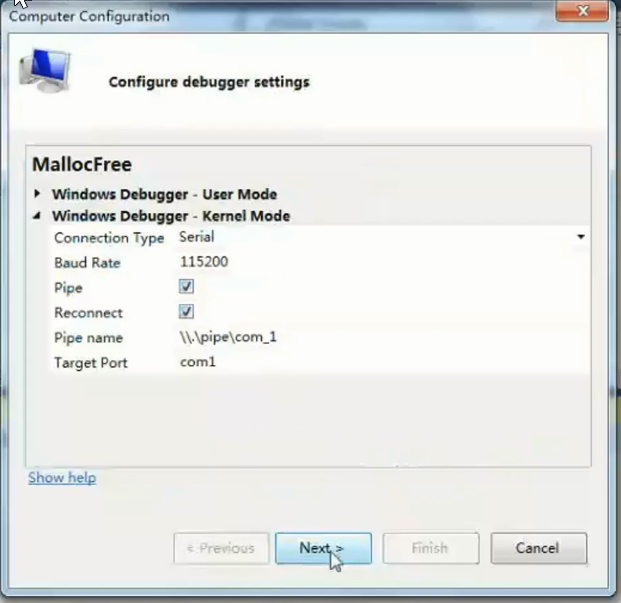 Computer Configuration
Configure debugger settings
MallocFree
Windows Debugger - User Mode
Windows Debugger - Kernel Mode
Connection Type Serial
Baud Rate 115200
Pipe
Reconnect
Pipe name \\.\pipe\com_1
Target Port com1
Show help
< Previous Next > Finish Cancel